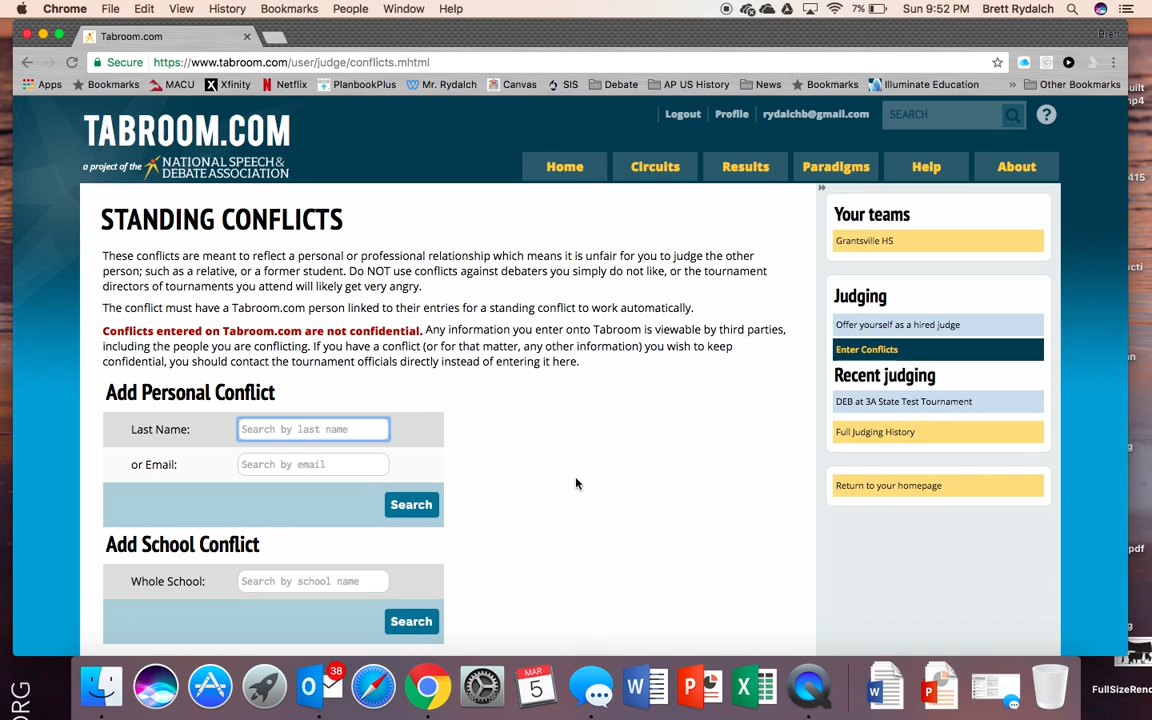 Chrome File Edit View History Bookmarks People Window Help 7% Sun 9:52 PM Brett Rydalch
Tabroom.com Brett
Secure https://www.tabroom.com/user/judge/conflicts.mhtml
Apps Bookmarks MACU Xfinity Netflix PlanbookPlus Mr. Rydalch Canvas SIS Debate AP US History News Bookmarks Illuminate Education » Other Bookmarks
Logout Profile rydalchb@gmail.com SEARCH ?
TABROOM.COM
a project of the NATIONAL SPEECH & DEBATE ASSOCIATION
Home Circuits Results Paradigms Help About
STANDING CONFLICTS
These conflicts are meant to reflect a personal or professional relationship which means it is unfair for you to judge the other
person; such as a relative, or a former student. Do NOT use conflicts against debaters you simply do not like, or the tournament
directors of tournaments you attend will likely get very angry.
The conflict must have a Tabroom.com person linked to their entries for a standing conflict to work automatically.
Conflicts entered on Tabroom.com are not confidential. Any information you enter onto Tabroom is viewable by third parties,
including the people you are conflicting. If you have a conflict (or for that matter, any other information) you wish to keep
confidential, you should contact the tournament officials directly instead of entering it here.
Add Personal Conflict
Last Name: Search by last name
or Email: Search by email
Search
Add School Conflict
Whole School: Search by school name
Search
Your teams
Grantsville HS
Judging
Offer yourself as a hired judge
Enter Conflicts
Recent judging
DEB at 3A State Test Tournament
Full Judging History
Return to your homepage
38
MAR
5
ORG
FullSizeRen